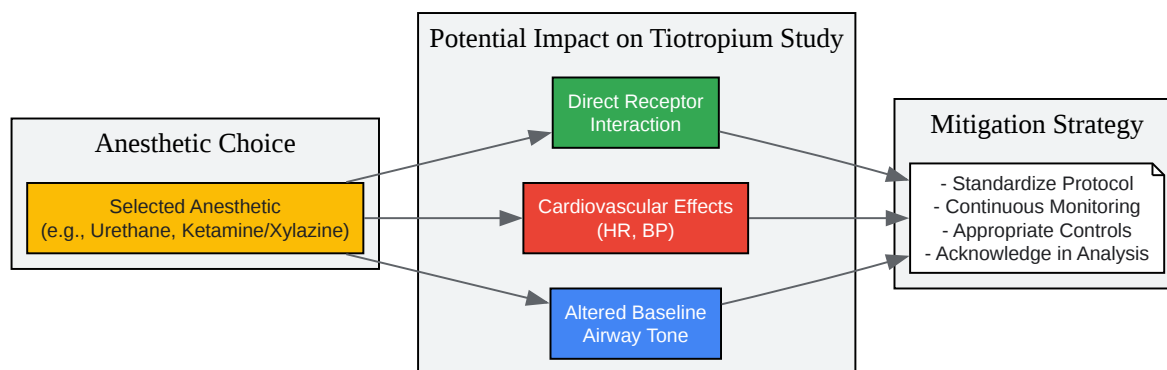 Anesthetic Choice
Selected Anesthetic
(e.g., Urethane, Ketamine/Xylazine)
Potential Impact on Tiotropium Study
Direct Receptor
Interaction
Cardiovascular Effects
(HR, BP)
Altered Baseline
Airway Tone
Mitigation Strategy
- Standardize Protocol
- Continuous Monitoring
- Appropriate Controls
- Acknowledge in Analysis